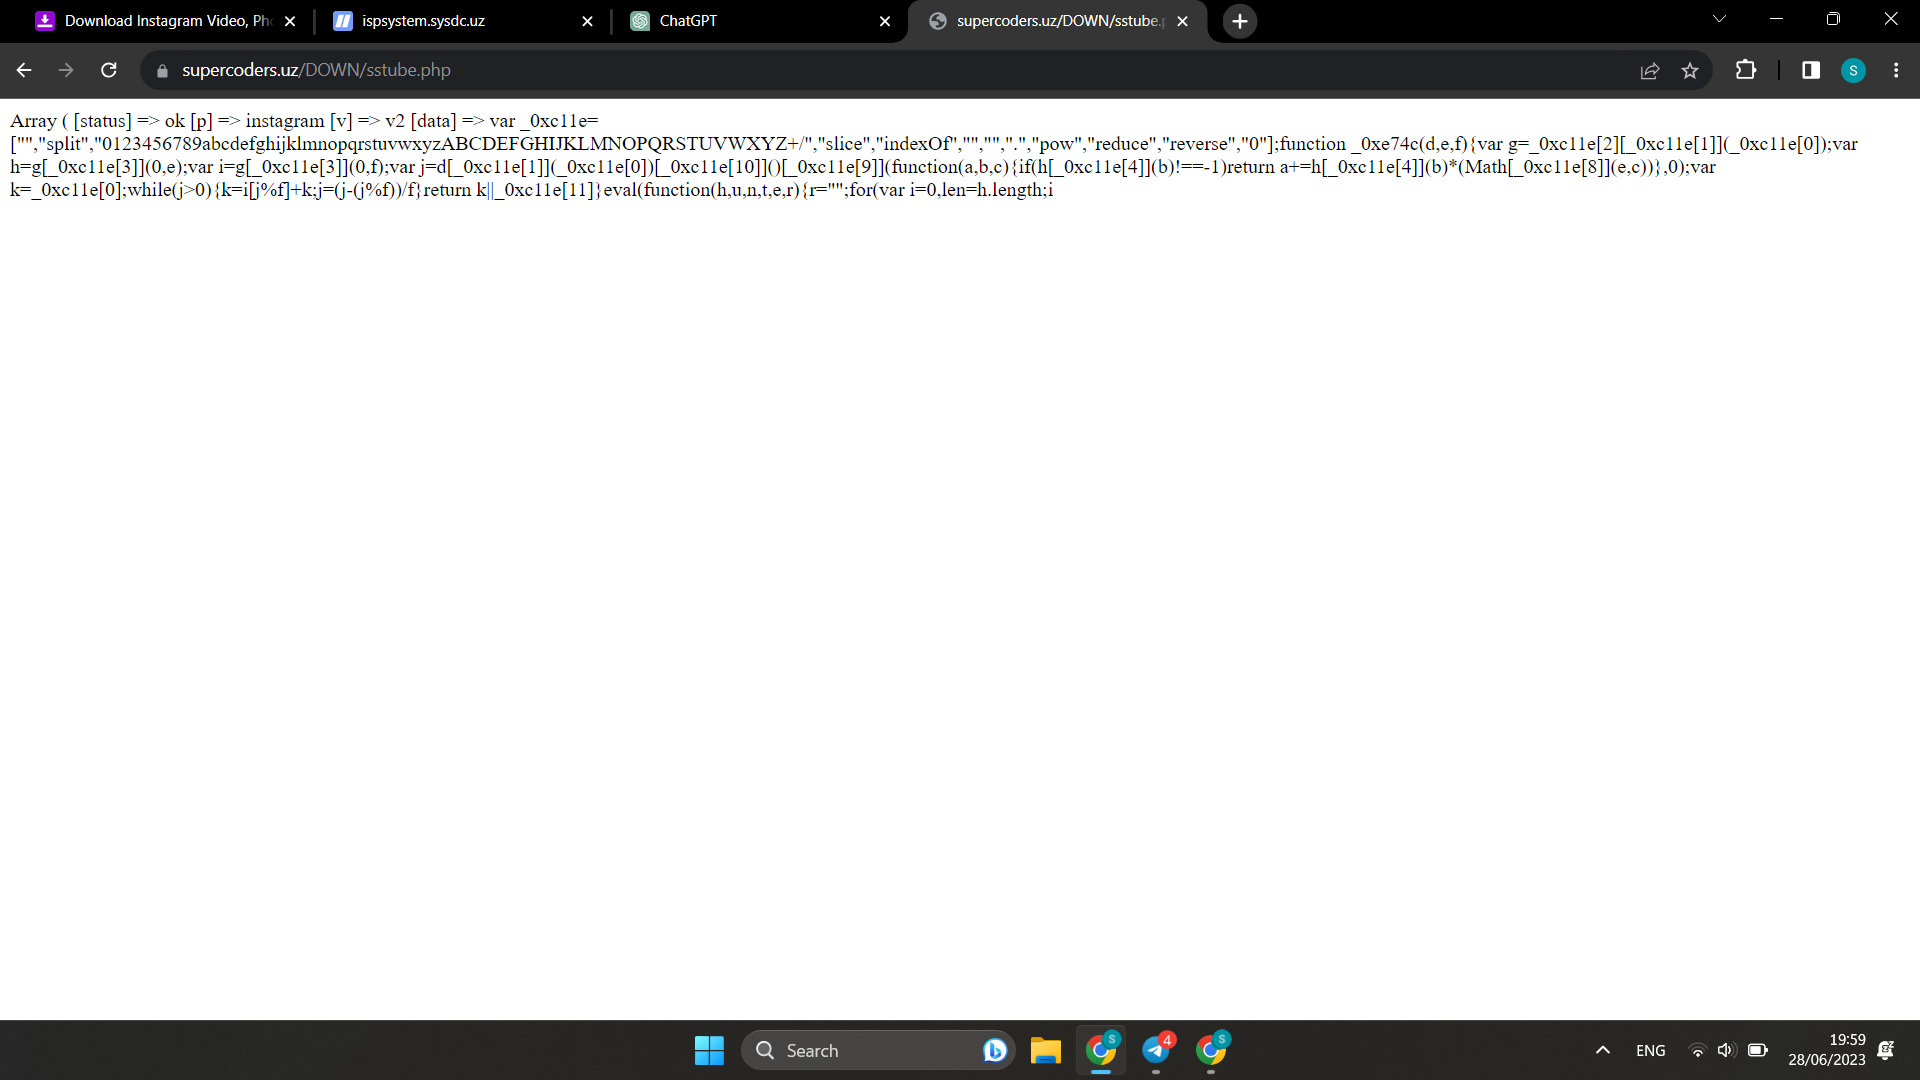 Download Instagram Video, Pho
ispsystem.sysdc.uz
ChatGPT
supercoders.uz/DOWN/sstube.p
supercoders.uz/DOWN/sstube.php
S
Array ( [status] => ok [p] => instagram [v] => v2 [data] => var _0xc11e=
["","split","0123456789abcdefghijklmnopqrstuvwxyzABCDEFGHIJKLMNOPQRSTUVWXYZ+/","slice","indexOf","","",".","pow","reduce","reverse","0"];function _0xe74c(d,e,f){var g=_0xc11e[2][_0xc11e[1]](_0xc11e[0]);var
h=g[_0xc11e[3]](0,e);var i=g[_0xc11e[3]](0,f);var j=d[_0xc11e[1]](_0xc11e[0])[_0xc11e[10]]()[_0xc11e[9]](function(a,b,c){if(h[_0xc11e[4]](b)!==-1)return a+=h[_0xc11e[4]](b)*(Math[_0xc11e[8]](e,c))},0);var
k=_0xc11e[0];while(j>0){k=i[j%f]+k;j=(j-(j%f))/f}return k||_0xc11e[11]}eval(function(h,u,n,t,e,r){r="";for(var i=0,len=h.length;i
Search
S
4
S
ENG
19:59
28/06/2023